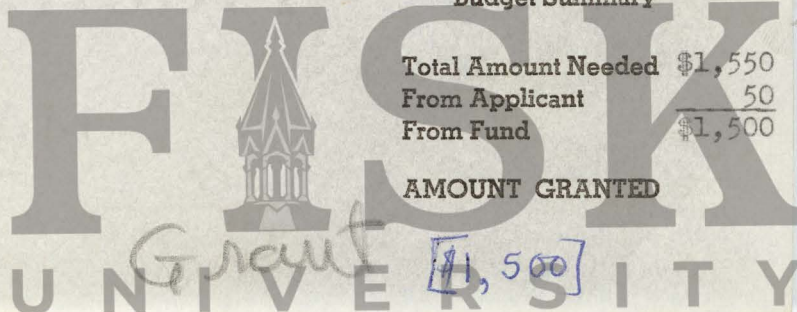 Budget Summary
Total Amount Needed $1,550
From Applicant 50
From Fund $1,500
AMOUNT GRANTED
Grant [$1, 500]
FISK
UNIVERSITY